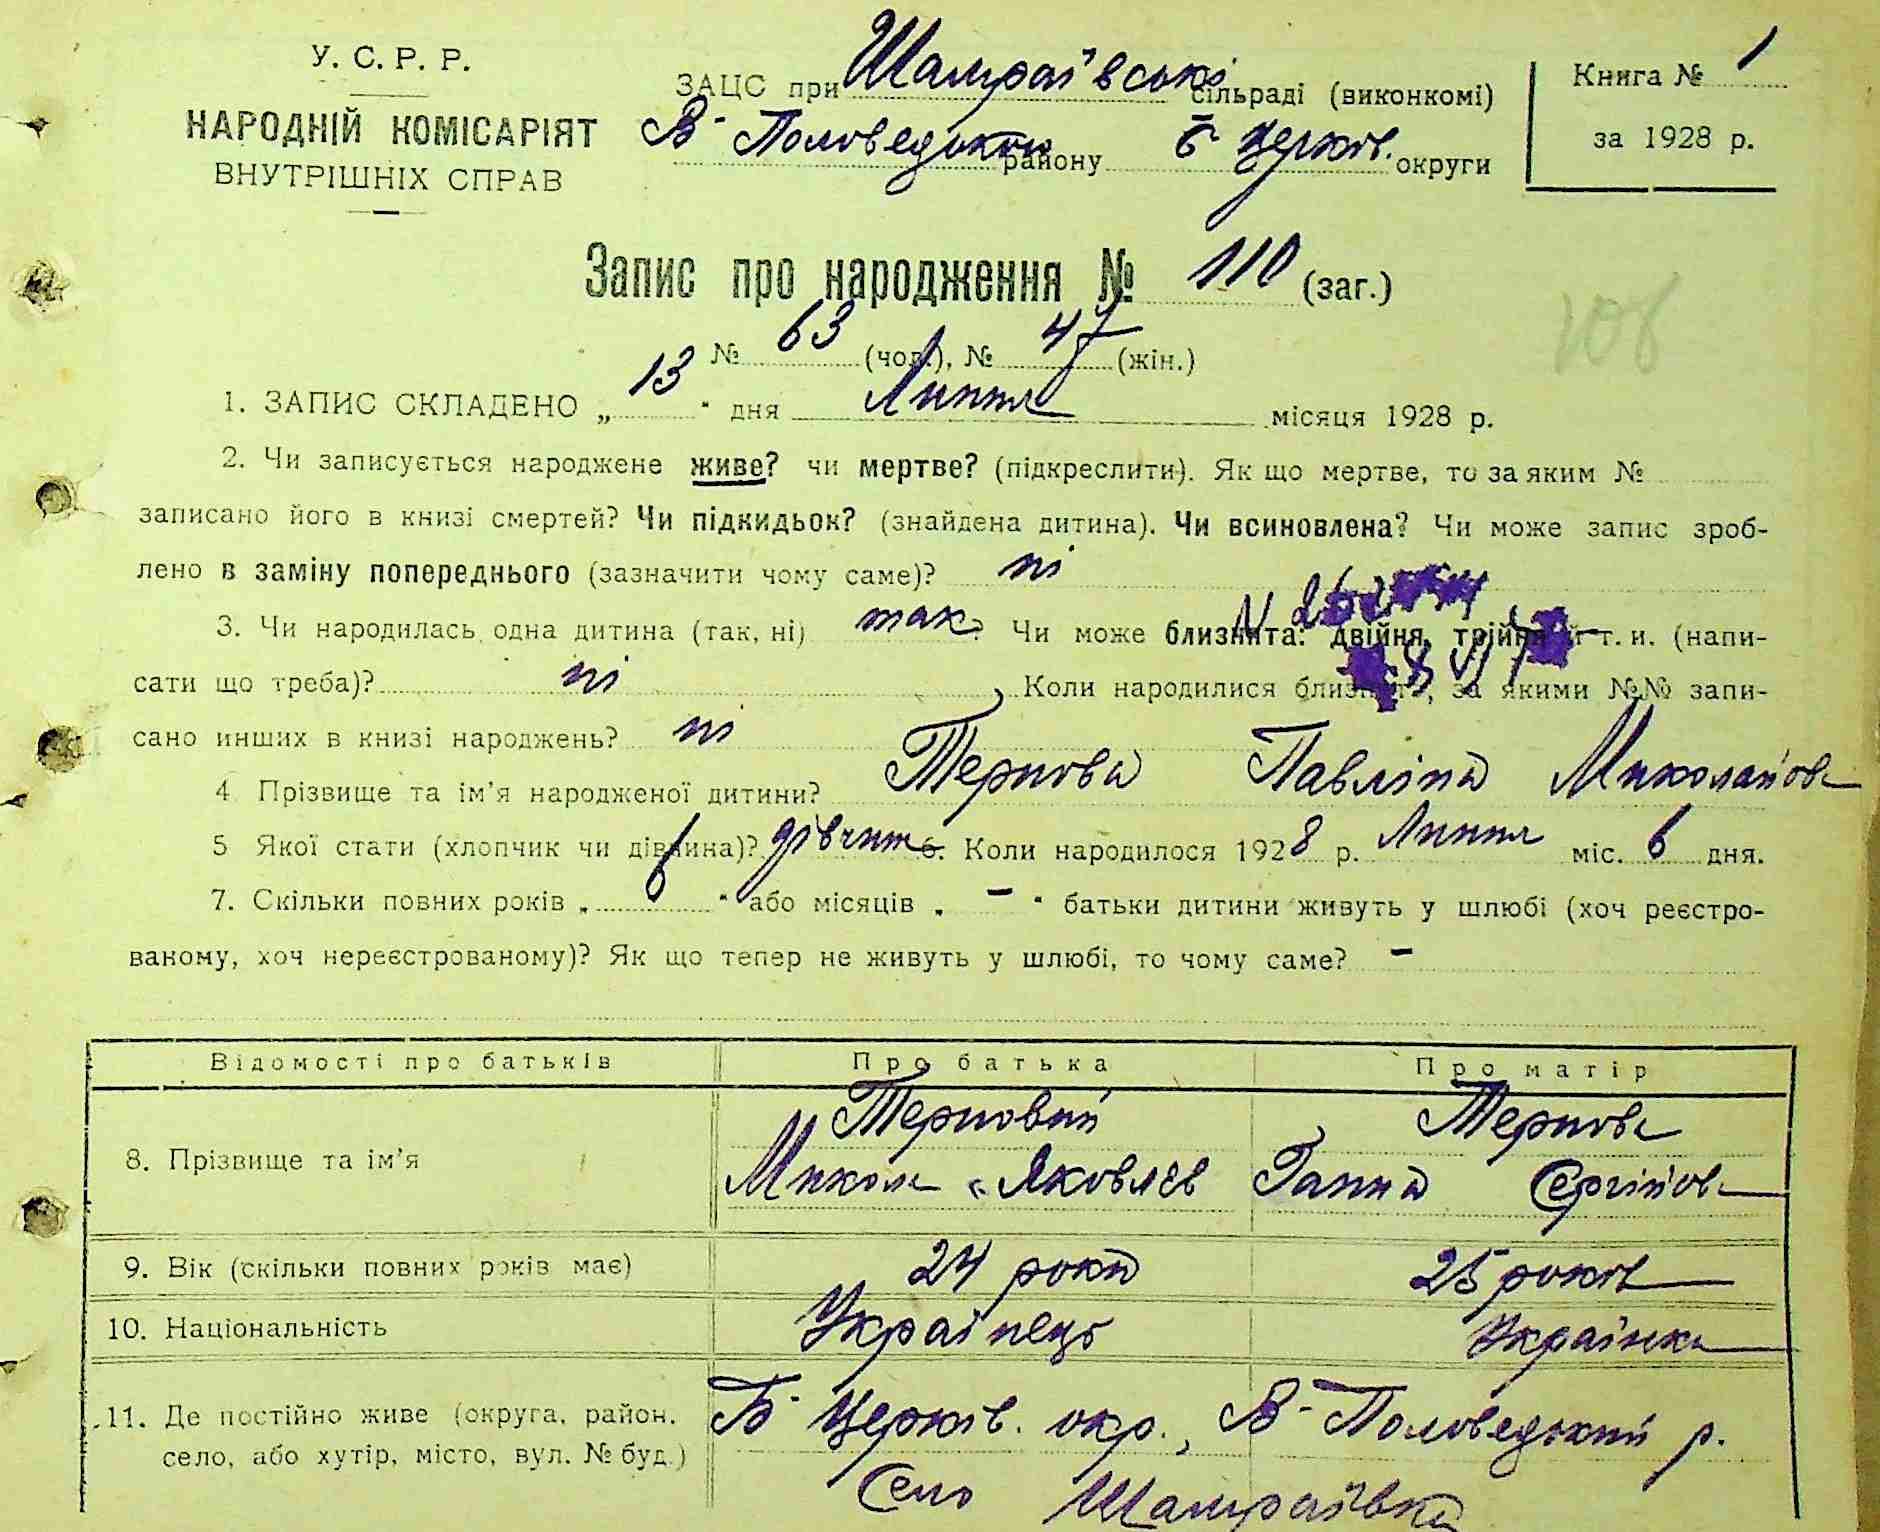 У. С. Р. Р.
НАРОДНІЙ КОМІСАРІЯТ
ВНУТРІШНІХ СПРАВ
ЗАЦС при Шамраївські сільраді (виконкомі)
В-Половецького району Б-Церків. округи
Книга № 1
за 1928 р.
Запис про народження № 110 (заг.)
№ 63 (чол.), № 47 (жін.)
106
1. ЗАПИС СКЛАДЕНО „ 13 " дня Липня місяця 1928 р.
2. Чи записується народжене живе? чи мертве? (підкреслити). Як що мертве, то за яким №
записано його в книзі смертей? Чи підкидьок? (знайдена дитина). Чи всиновлена? Чи може запис зроб-
лено в заміну попереднього (зазначити чому саме)? ні
3. Чи народилась одна дитина (так, ні) так? Чи може близнята: двійня, трійня й т. и. (напи-
сати що треба)? ні Коли народилися близнята, за якими №№ запи-
сано инших в книзі народжень? ні
4 Прізвище та ім'я народженої дитини? Тернова Павліна Миколайова
5 Якої стати (хлопчик чи дівчина)? дівчина 6. Коли народилося 1928 р. Липня міс. 6 дня.
7. Скільки повних років „ 6 " або місяців „ - " батьки дитини живуть у шлюбі (хоч реєстро-
ваному, хоч нереєстрованому)? Як що тепер не живуть у шлюбі, то чому саме? -
Відомості про батьків Про батька Про матір
8. Прізвище та ім'я Терновий Тернова
Микола Яковлєв Ганна Сергійова
9. Вік (скільки повних років має) 24 роки 25 років
10. Національність Українець Українка
11. Де постійно живе (округа, район, Б-Церків. окр., В-Половецький р.
село, або хутір, місто, вул. № буд.) Село Шамраївка